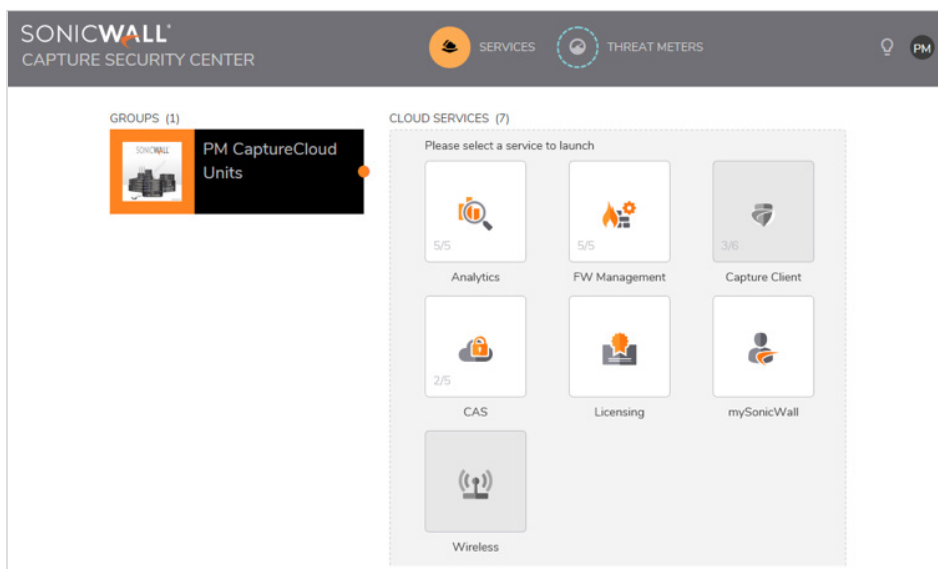 SONICWALL
CAPTURE SECURITY CENTER
SERVICES
THREAT METERS
PM
GROUPS (1)
SONICWALL
PM CaptureCloud
Units
CLOUD SERVICES (7)
Please select a service to launch
5/5
5/5
3/6
Analytics
FW Management
Capture Client
2/5
CAS
Licensing
mySonicWall
Wireless